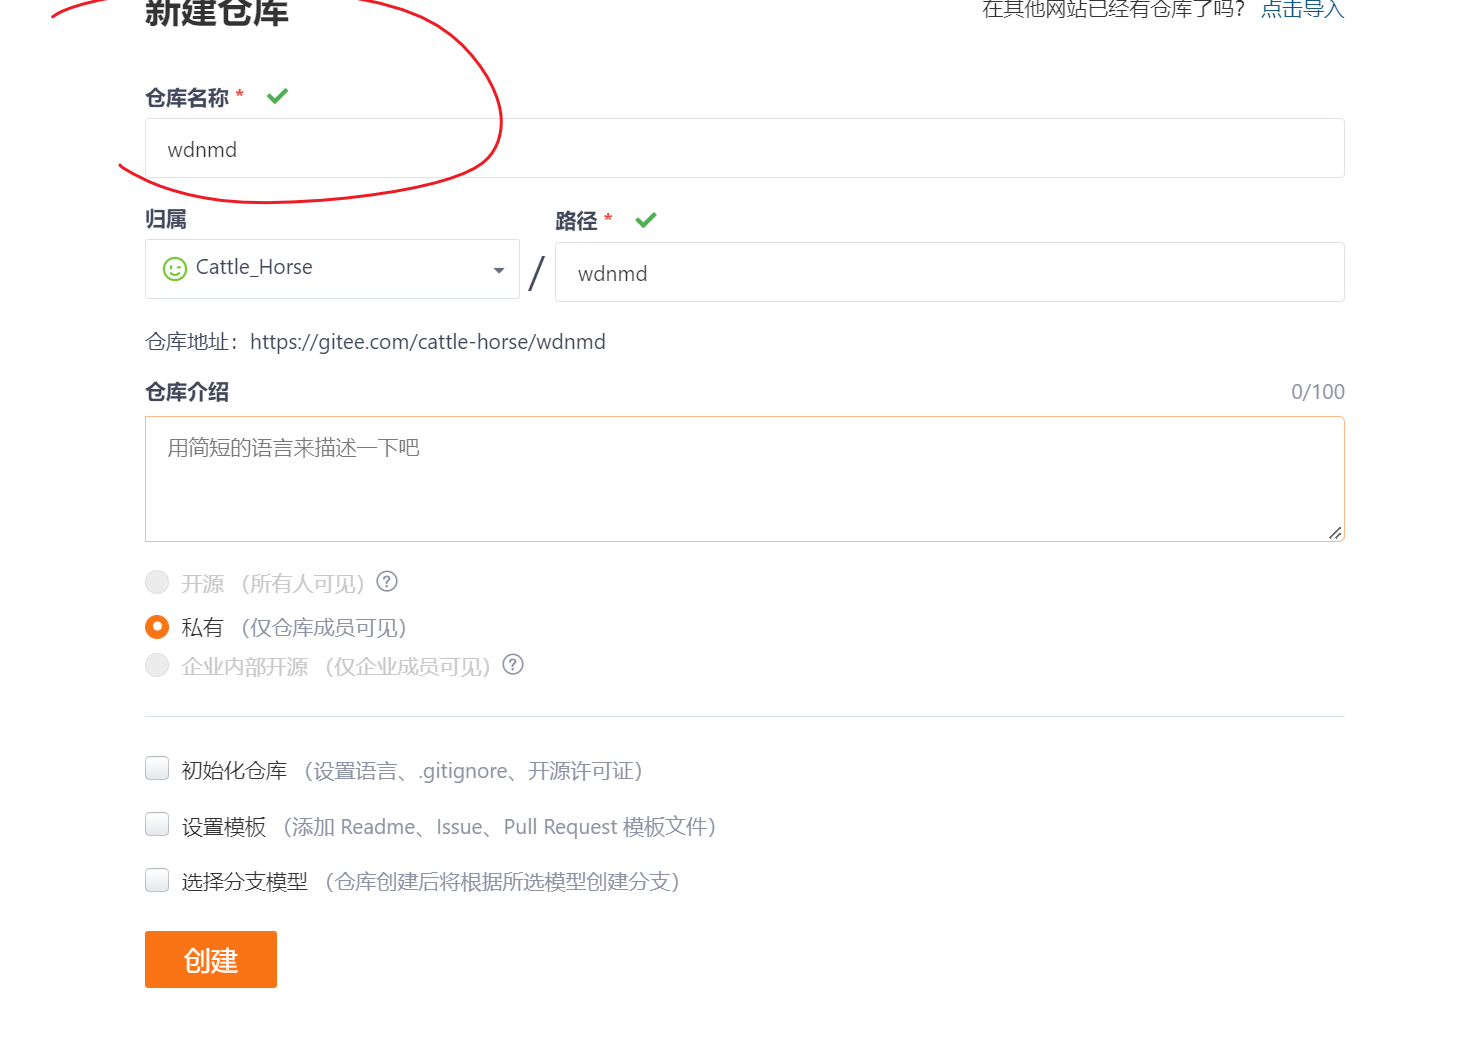 新建仓库
在其他网站已经有仓库了吗? 点击导入
仓库名称 *
wdnmd
归属
路径 *
Cattle_Horse
/
wdnmd
仓库地址：https://gitee.com/cattle-horse/wdnmd
仓库介绍
0/100
用简短的语言来描述一下吧
开源 （所有人可见） ?
私有 （仅仓库成员可见）
企业内部开源 （仅企业成员可见） ?
初始化仓库 （设置语言、.gitignore、开源许可证）
设置模板 （添加 Readme、Issue、Pull Request 模板文件）
选择分支模型 （仓库创建后将根据所选模型创建分支）
创建